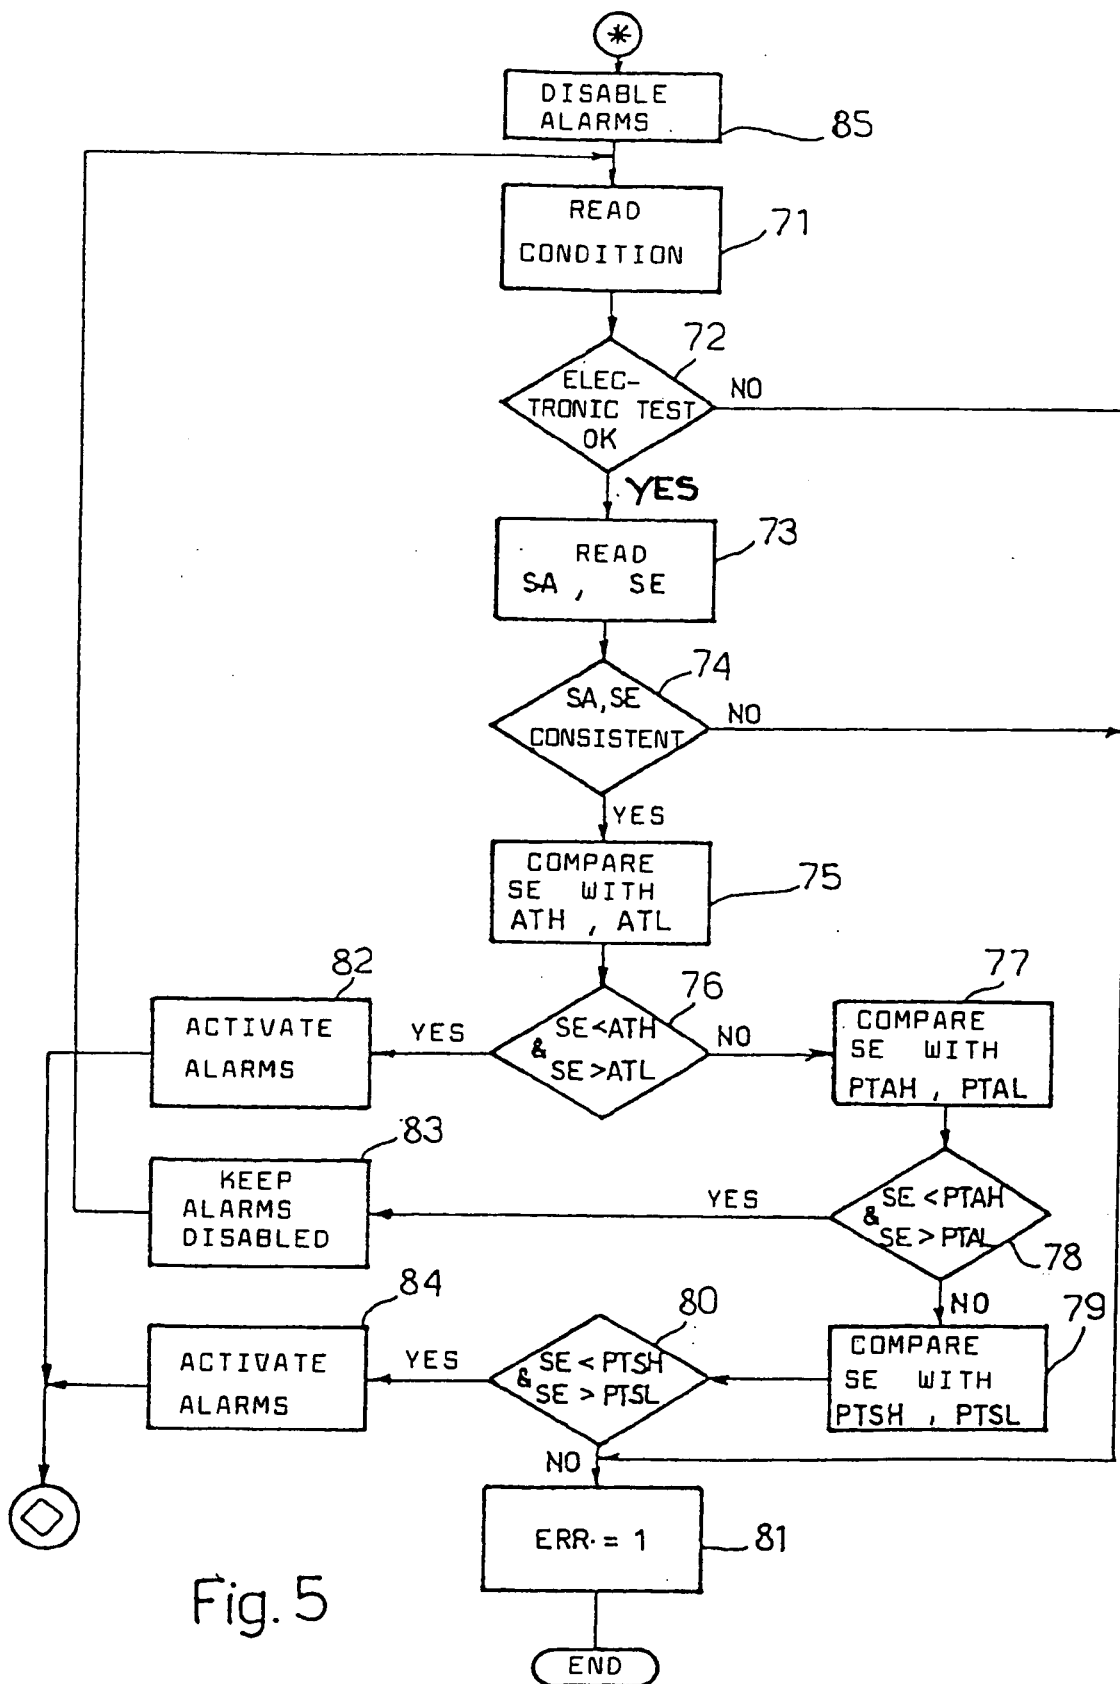 *
DISABLE
ALARMS
85
READ
CONDITION
71
72
ELEC-
TRONIC TEST
OK
NO
YES
READ
SA , SE
73
74
SA,SE
CONSISTENT
NO
YES
COMPARE
SE WITH
ATH , ATL
75
82
ACTIVATE
ALARMS
YES
76
SE<ATH
&
SE>ATL
NO
77
COMPARE
SE WITH
PTAH , PTAL
83
KEEP
ALARMS
DISABLED
YES
SE<PTAH
&
SE>PTAL
78
NO
84
ACTIVATE
ALARMS
YES
80
SE<PTSH
&
SE>PTSL
79
COMPARE
SE WITH
PTSH , PTSL
NO
ERR.= 1
81
END
Fig. 5